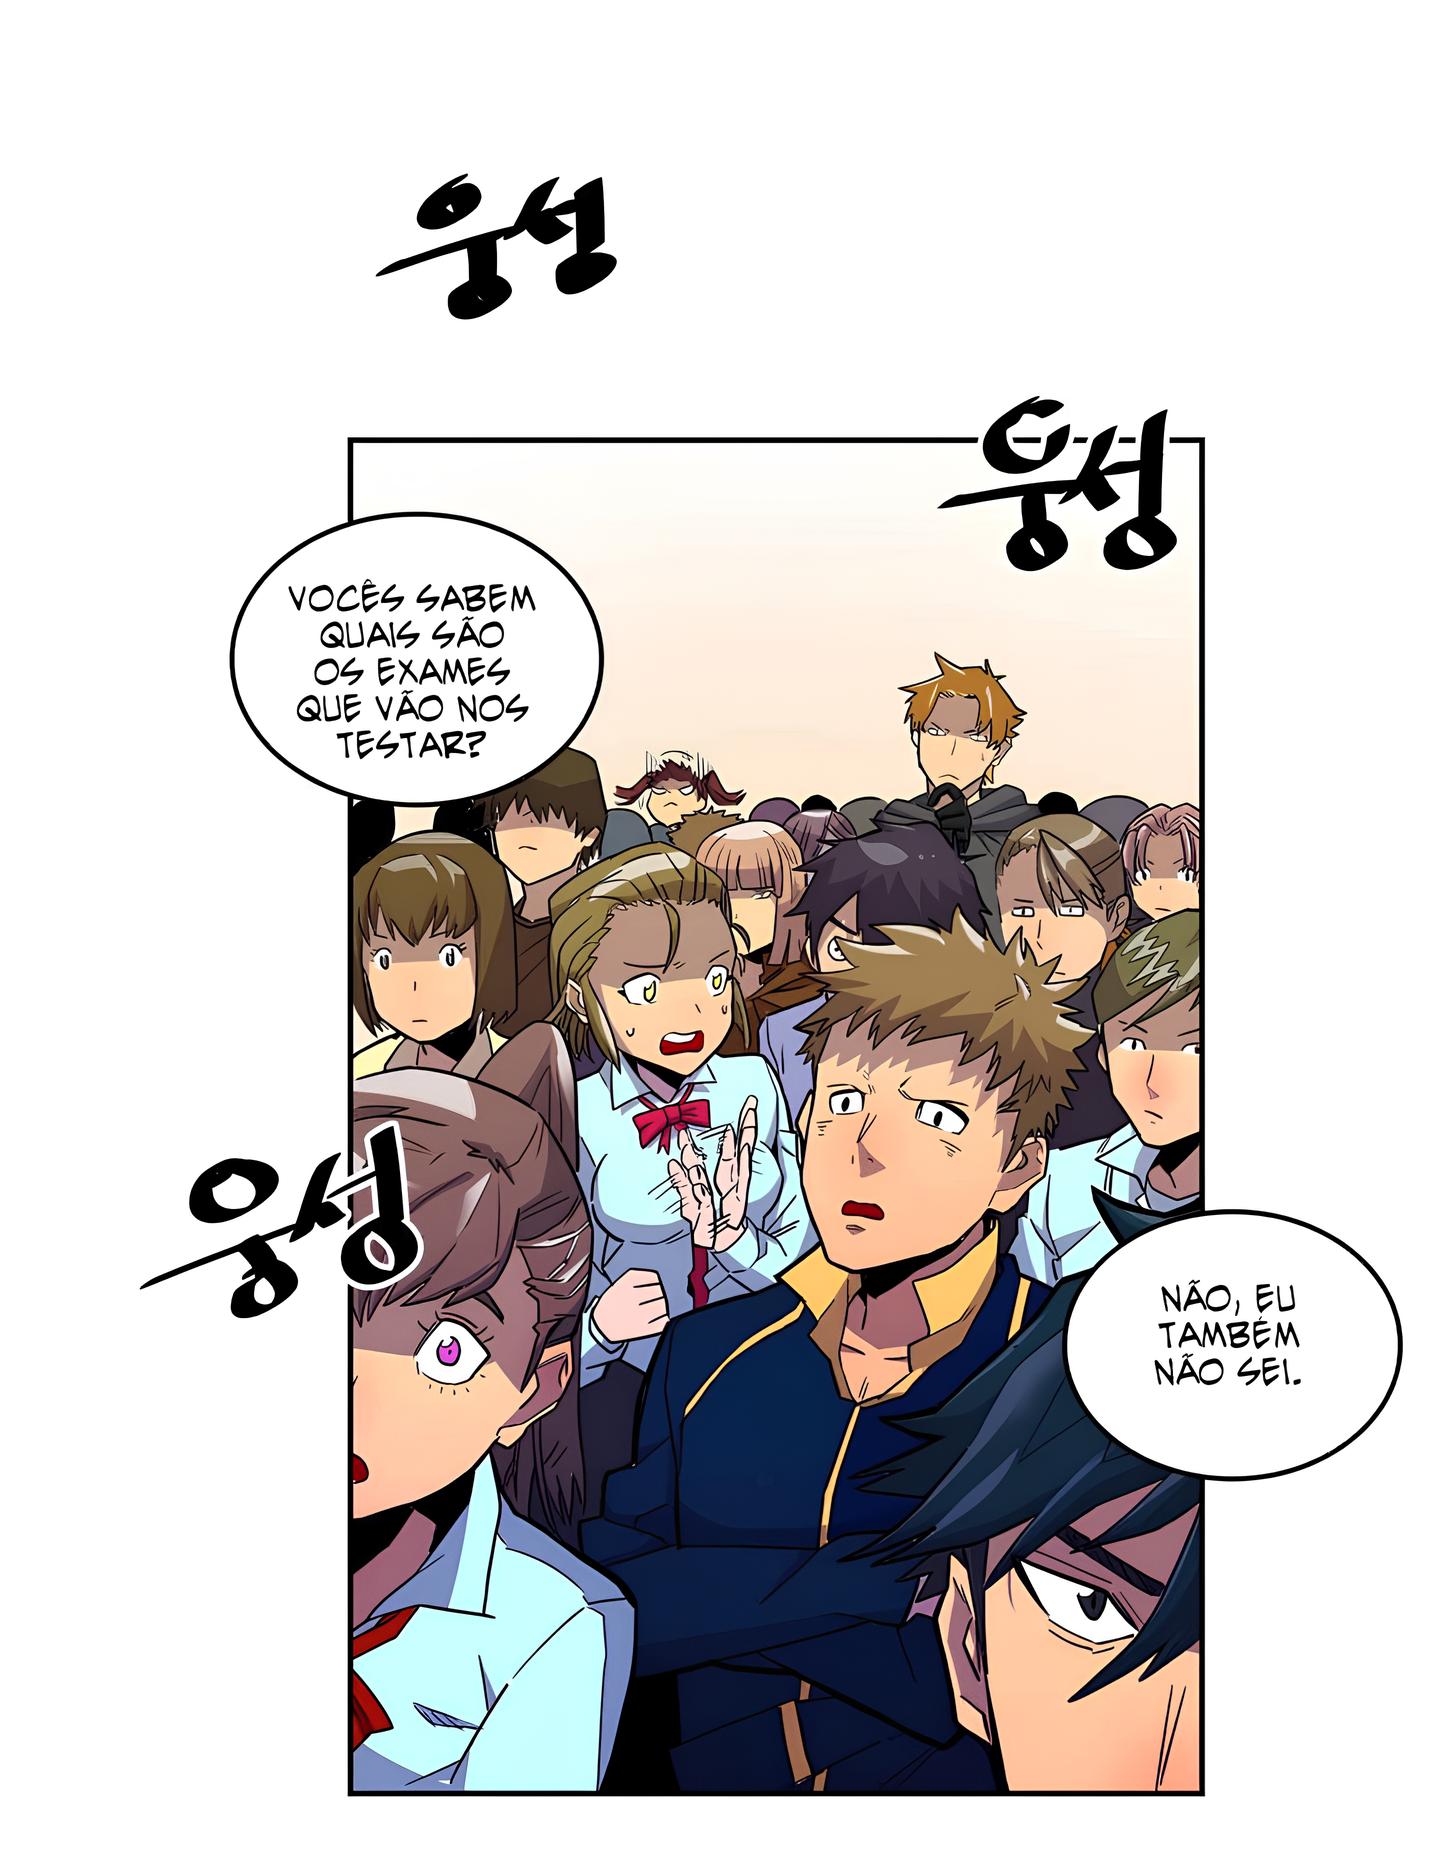 웅성
웅성
VOCÊS SABEM
QUAIS SÃO
OS EXAMES
QUE VÃO NOS
TESTAR?
웅성
NÃO, EU
TAMBÉM
NÃO SEI.